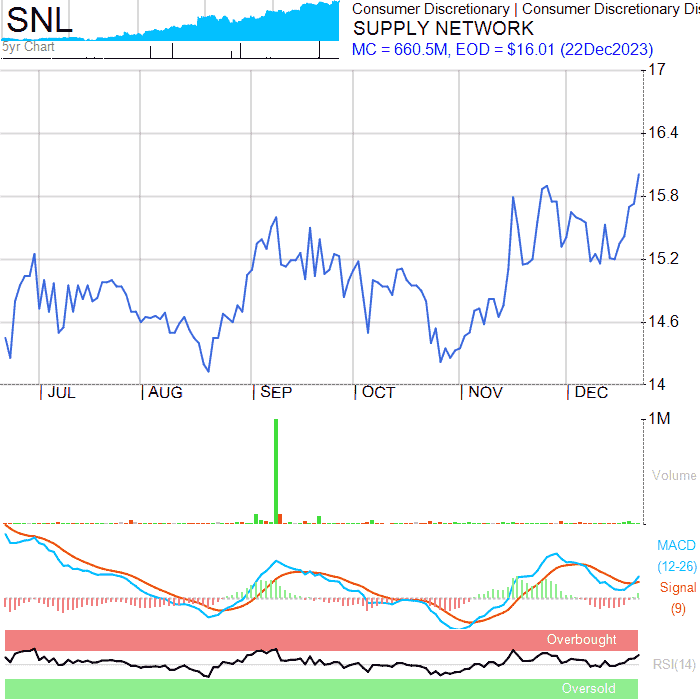 SNL
Consumer Discretionary | Consumer Discretionary Dis
SUPPLY NETWORK
5yr Chart
MC = 660.5M, EOD = $16.01 (22Dec2023)
17
16.4
15.8
15.2
14.6
14
JUL AUG SEP OCT NOV DEC
1M
Volume
MACD
(12-26)
Signal
(9)
Overbought
RSI(14)
Oversold